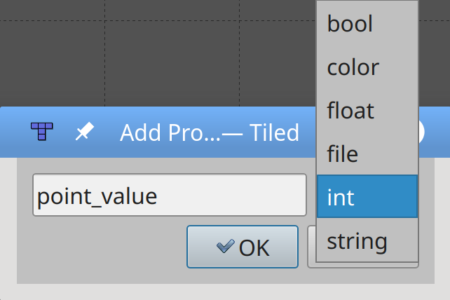 bool
color
float
Add Pro...— Tiled
file
point_value
int
OK
string